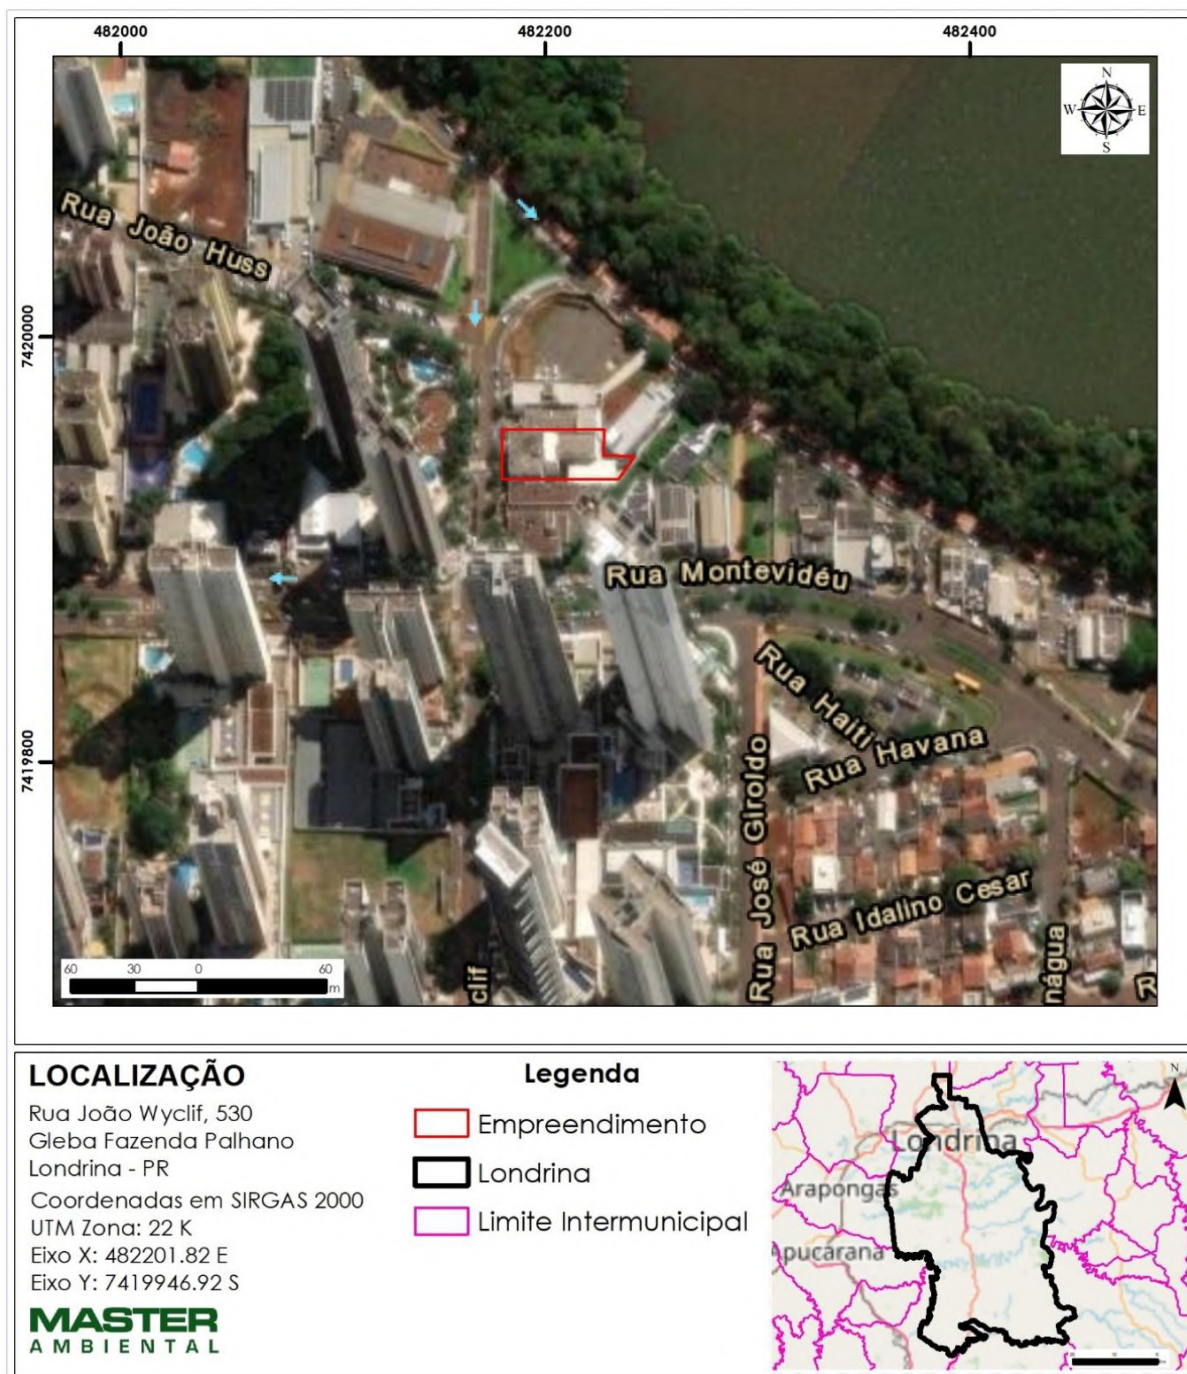 482000
482200
482400
N
W
E
S
Rua João Huss
742000
Rua Montevidéu
Rua Haiti
Rua Havana
7419800
Rua José Giroldo
Rua Idalino Cesar
clif
nágua
R
60 30 0 60
m
LOCALIZAÇÃO
Rua João Wyclif, 530
Gleba Fazenda Palhano
Londrina - PR
Coordenadas em SIRGAS 2000
UTM Zona: 22 K
Eixo X: 482201.82 E
Eixo Y: 7419946.92 S
MASTER
AMBIENTAL
Legenda
Empreendimento
Londrina
Limite Intermunicipal
N
Londrina
Arapongas
Apucarana